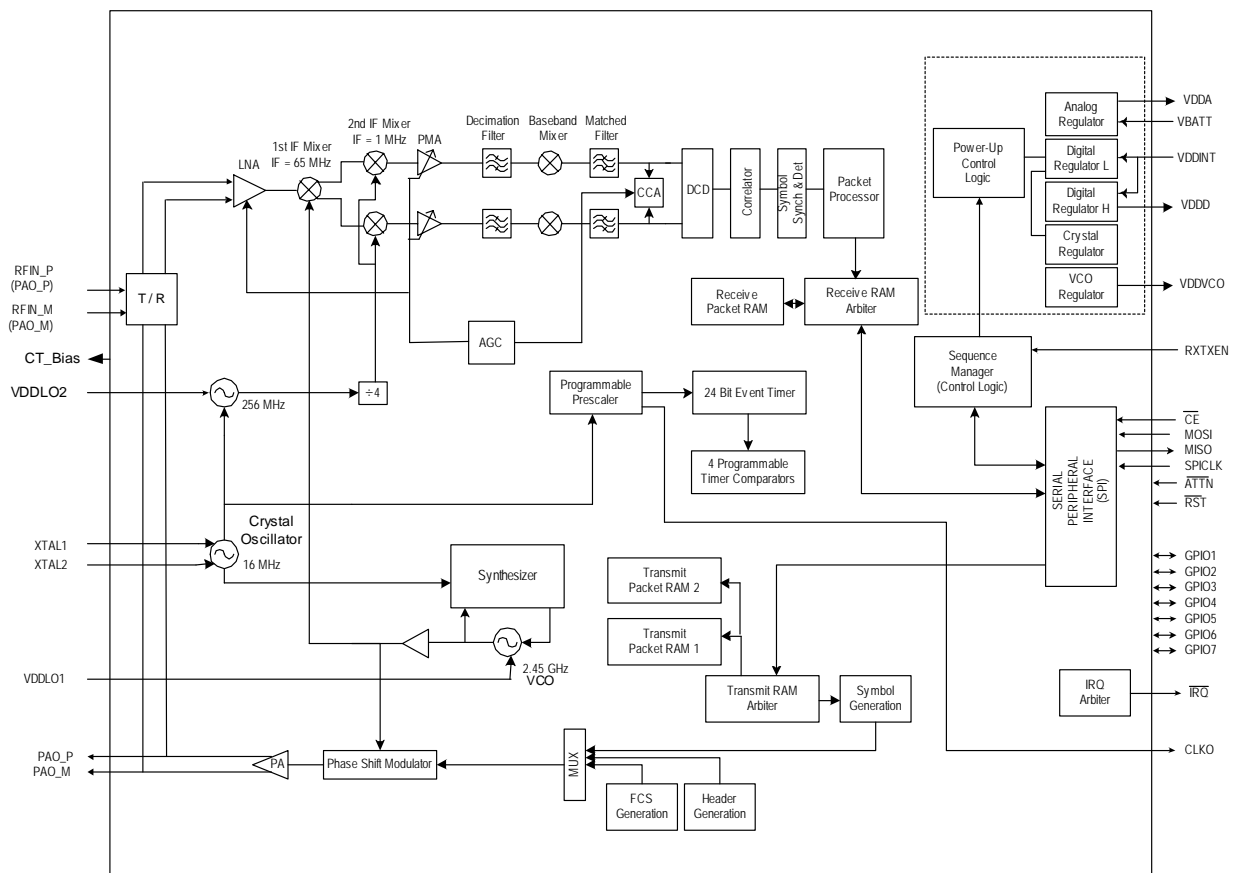 2nd IF Mixer
IF = 1 MHz
PMA
Decimation
Filter
Baseband
Mixer
Matched
Filter
1st IF Mixer
IF = 65 MHz
LNA
CCA
DCD
Correlator
Symbol
Synch & Det
Packet
Processor
Power-Up
Control
Logic
Analog
Regulator
Digital
Regulator L
Digital
Regulator H
Crystal
Regulator
VCO
Regulator
VDDA
VBATT
VDDINT
VDDD
VDDVCO
RFIN_P
(PAO_P)
RFIN_M
(PAO_M)
T / R
CT_Bias
VDDLO2
256 MHz
÷4
AGC
Receive
Packet RAM
Receive RAM
Arbiter
Sequence
Manager
(Control Logic)
RXTXEN
Programmable
Prescaler
24 Bit Event Timer
4 Programmable
Timer Comparators
SERIAL
PERIPHERAL
INTERFACE
(SPI)
CE
MOSI
MISO
SPICLK
ATTN
RST
Crystal
Oscillator
XTAL1
XTAL2
16 MHz
Synthesizer
2.45 GHz
VCO
VDDLO1
Transmit
Packet RAM 2
Transmit
Packet RAM 1
Transmit RAM
Arbiter
Symbol
Generation
GPIO1
GPIO2
GPIO3
GPIO4
GPIO5
GPIO6
GPIO7
IRQ
Arbiter
IRQ
PAO_P
PAO_M
PA
Phase Shift Modulator
MUX
FCS
Generation
Header
Generation
CLKO